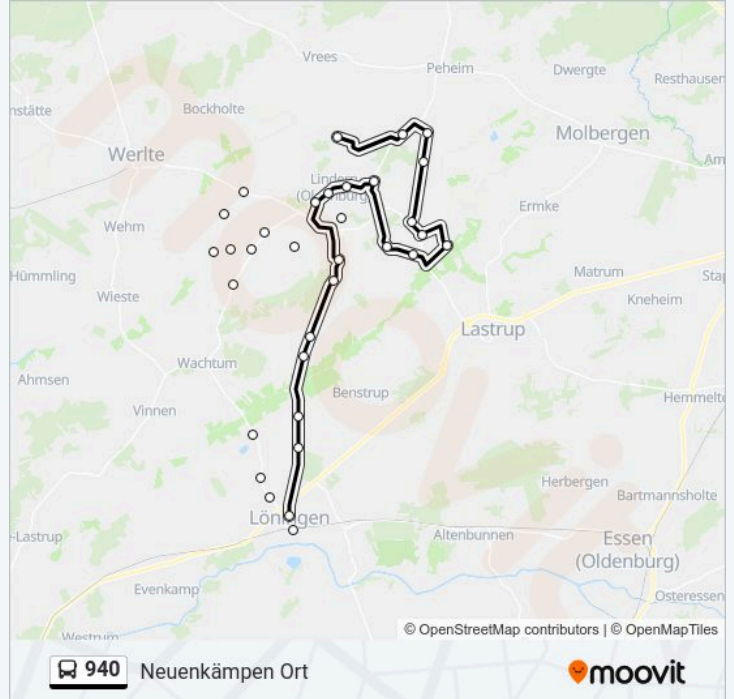 Vrees
Peheim
Dwergte
Resthausen
nstätte
Bockholte
Molbergen
Werlte
Am
Lindern
(Oldenburg)
Ermke
Wehm
Hümmling
Matrum
Sta
Wieste
Kneheim
Lastrup
Wachtum
Ahmsen
Benstrup
Hemmelte
Vinnen
Herbergen
Bartmannsholte
Löningen
-Lastrup
Altenbunnen
Essen
(Oldenburg)
Evenkamp
Osteressen
Westrum
© OpenStreetMap contributors | © OpenMapTiles
940 Neuenkämpen Ort
moovit